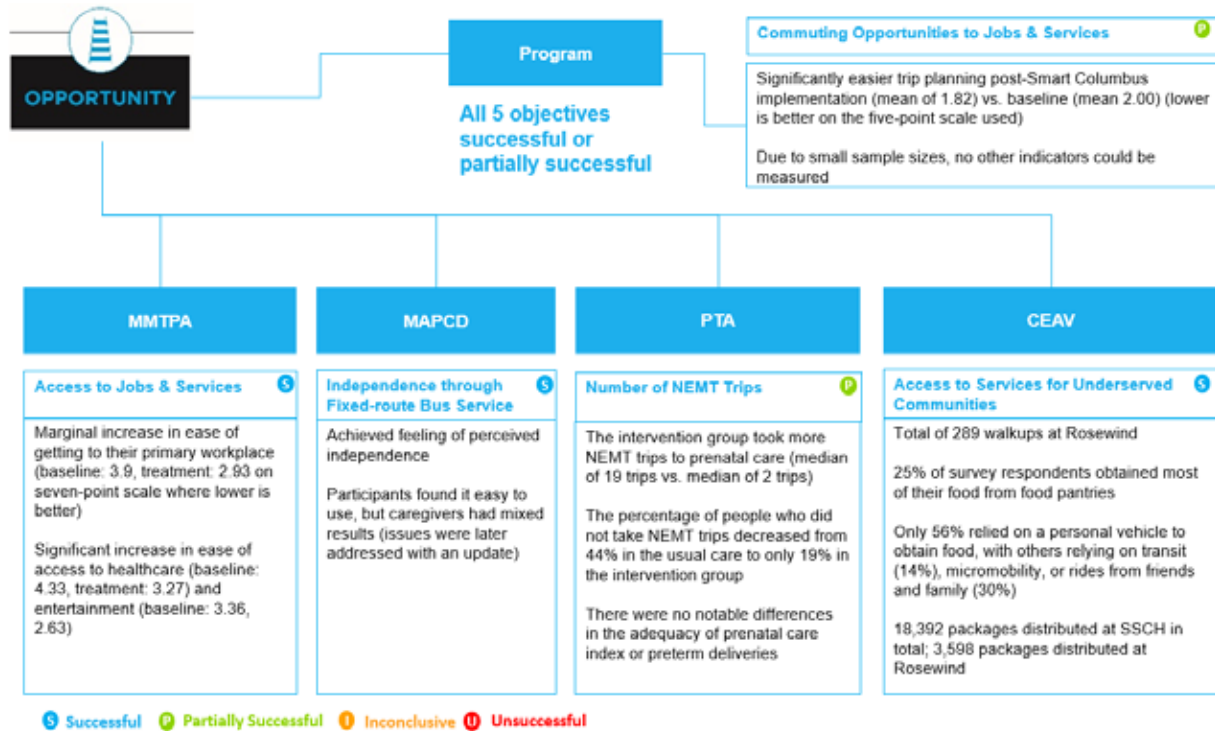 OPPORTUNITY
Program
All 5 objectives
successful or
partially successful
Commuting Opportunities to Jobs & Services
P
Significantly easier trip planning post-Smart Columbus
implementation (mean of 1.82) vs. baseline (mean 2.00) (lower
is better on the five-point scale used)
Due to small sample sizes, no other indicators could be
measured
MMTPA
Access to Jobs & Services
S
Marginal increase in ease of
getting to their primary workplace
(baseline: 3.9, treatment: 2.93 on
seven-point scale where lower is
better)
Significant increase in ease of
access to healthcare (baseline:
4.33, treatment: 3.27) and
entertainment (baseline: 3.36,
2.63)
MAPCD
Independence through
Fixed-route Bus Service
S
Achieved feeling of perceived
independence
Participants found it easy to
use, but caregivers had mixed
results (issues were later
addressed with an update)
PTA
Number of NEMT Trips
P
The intervention group took more
NEMT trips to prenatal care (median
of 19 trips vs. median of 2 trips)
The percentage of people who did
not take NEMT trips decreased from
44% in the usual care to only 19% in
the intervention group
There were no notable differences
in the adequacy of prenatal care
index or preterm deliveries
CEAV
Access to Services for Underserved
Communities
S
Total of 289 walkups at Rosewind
25% of survey respondents obtained most
of their food from food pantries
Only 56% relied on a personal vehicle to
obtain food, with others relying on transit
(14%), micromobility, or rides from friends
and family (30%)
18,392 packages distributed at SSCH in
total; 3,598 packages distributed at
Rosewind
S Successful P Partially Successful I Inconclusive U Unsuccessful